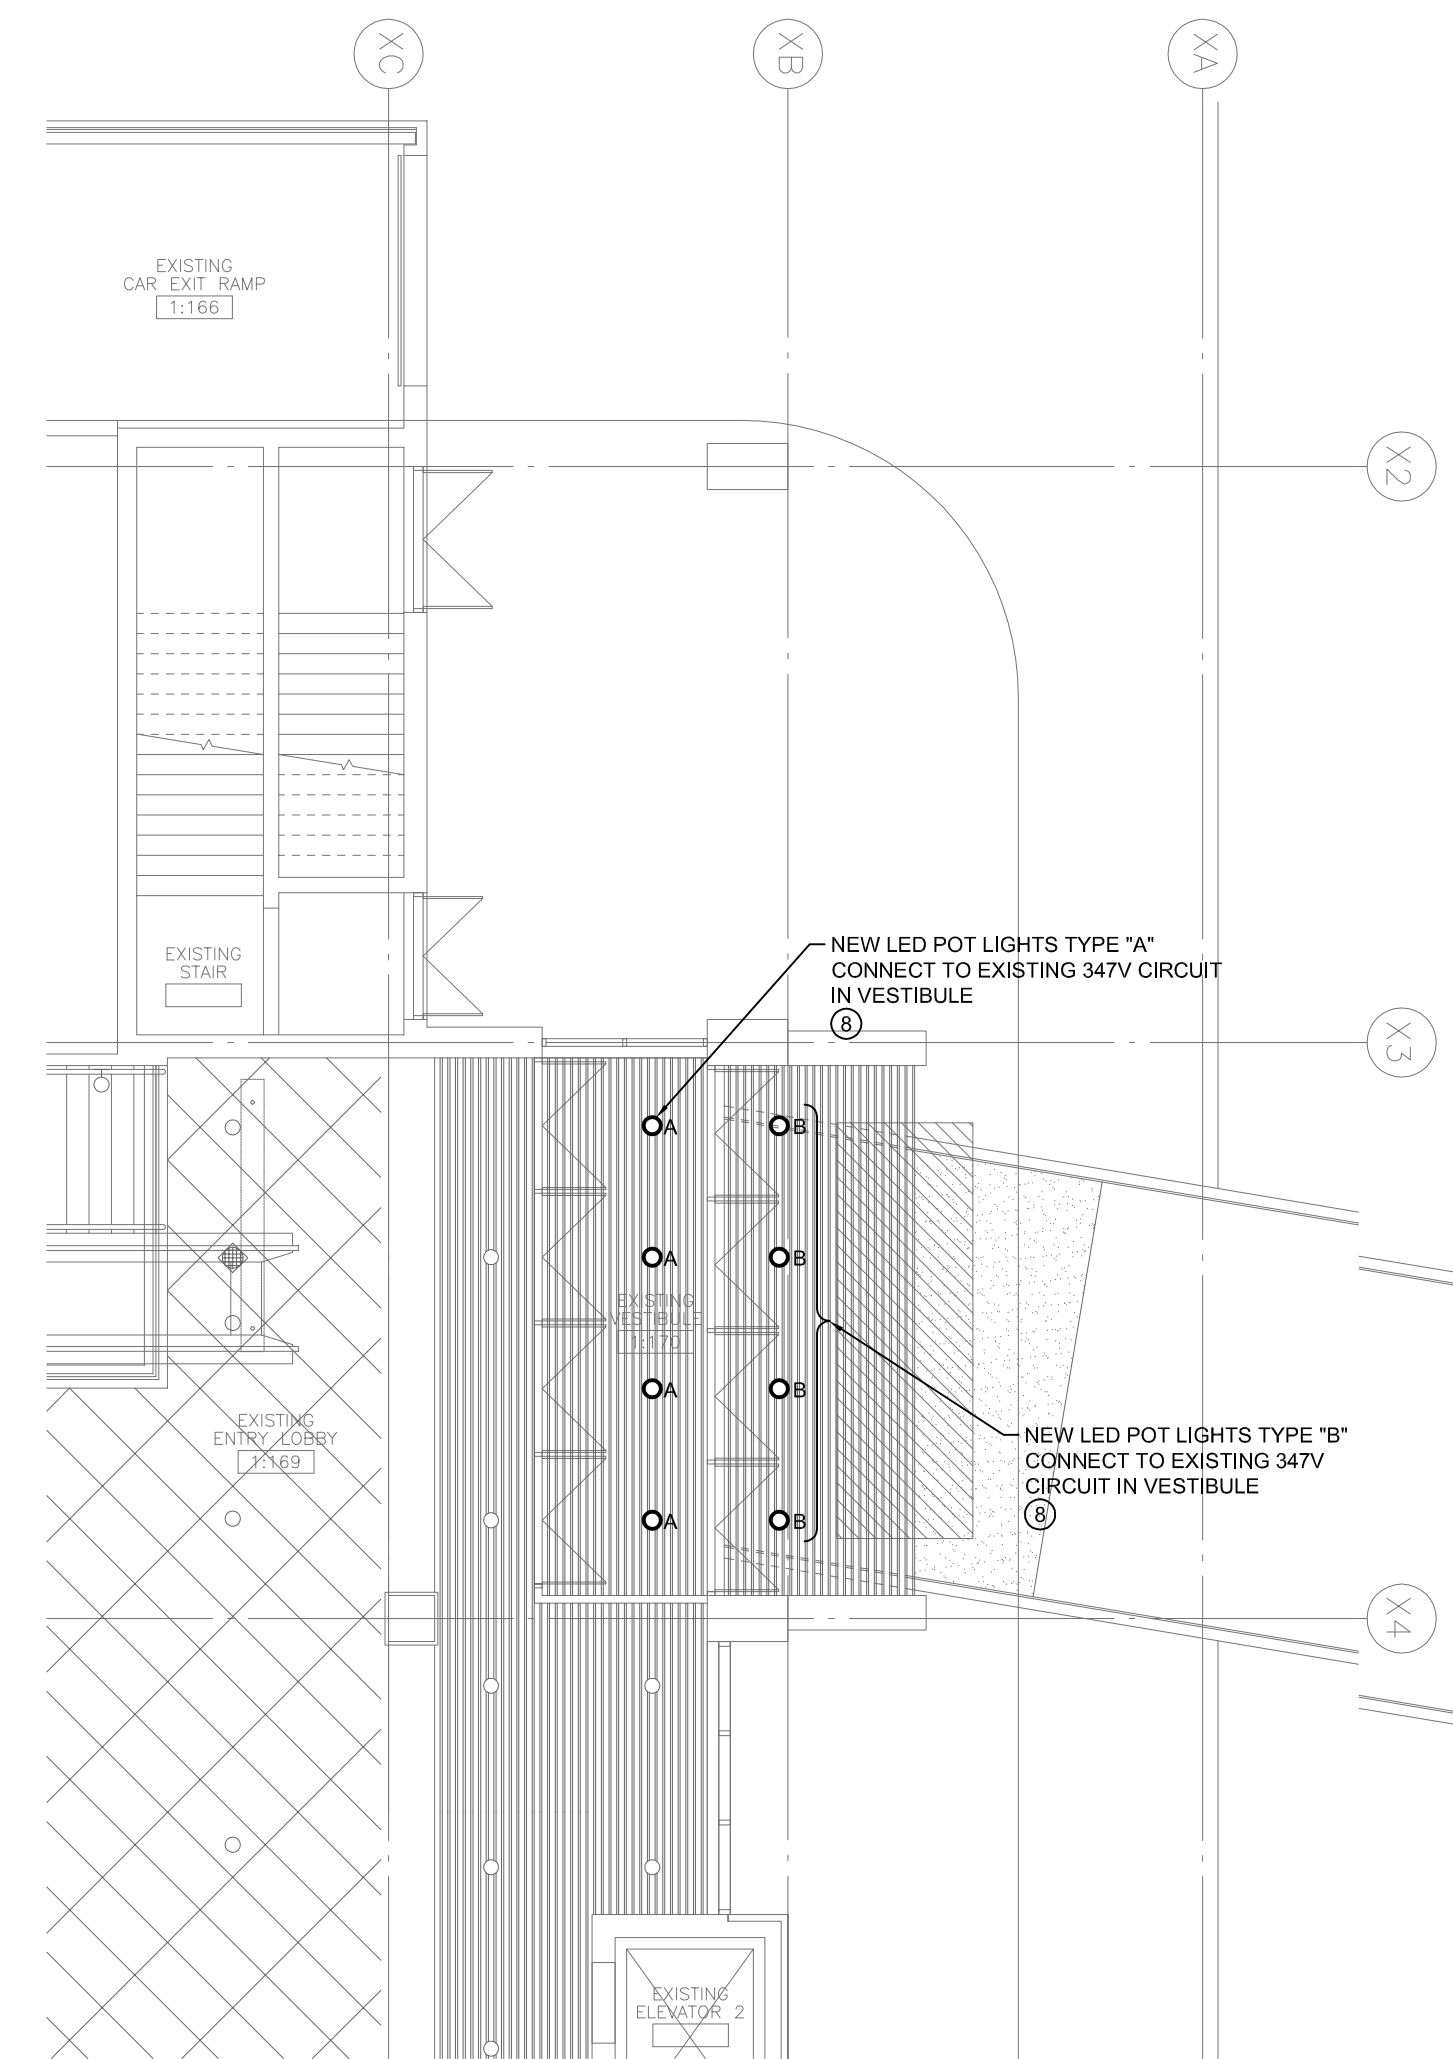 XC
XB
XA
EXISTING
CAR EXIT RAMP
1:166
X2
EXISTING
STAIR
NEW LED POT LIGHTS TYPE "A"
CONNECT TO EXISTING 347V CIRCUIT
IN VESTIBULE
8
X3
A
B
A
B
EXISTING
VESTIBULE
1:170
A
B
EXISTING
ENTRY LOBBY
1:169
NEW LED POT LIGHTS TYPE "B"
CONNECT TO EXISTING 347V
CIRCUIT IN VESTIBULE
8
A
B
X4
EXISTING
ELEVATOR 2